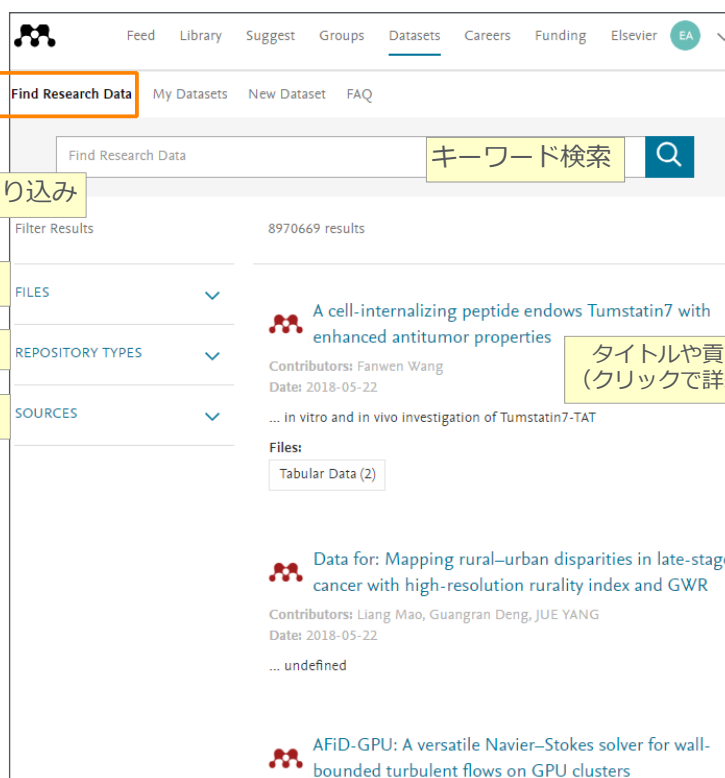 Feed Library Suggest Groups Datasets Careers Funding Elsevier EA
Find Research Data My Datasets New Dataset FAQ
Find Research Data
キーワード検索
り込み
Filter Results
8970669 results
FILES
REPOSITORY TYPES
SOURCES
A cell-internalizing peptide endows Tumstatin7 with
enhanced antitumor properties
タイトルや貢
（クリックで詳
Contributors: Fanwen Wang
Date: 2018-05-22
... in vitro and in vivo investigation of Tumstatin7-TAT
Files:
Tabular Data (2)
Data for: Mapping rural–urban disparities in late-stage
cancer with high-resolution rurality index and GWR
Contributors: Liang Mao, Guangran Deng, JUE YANG
Date: 2018-05-22
... undefined
AFiD-GPU: A versatile Navier–Stokes solver for wall-
bounded turbulent flows on GPU clusters